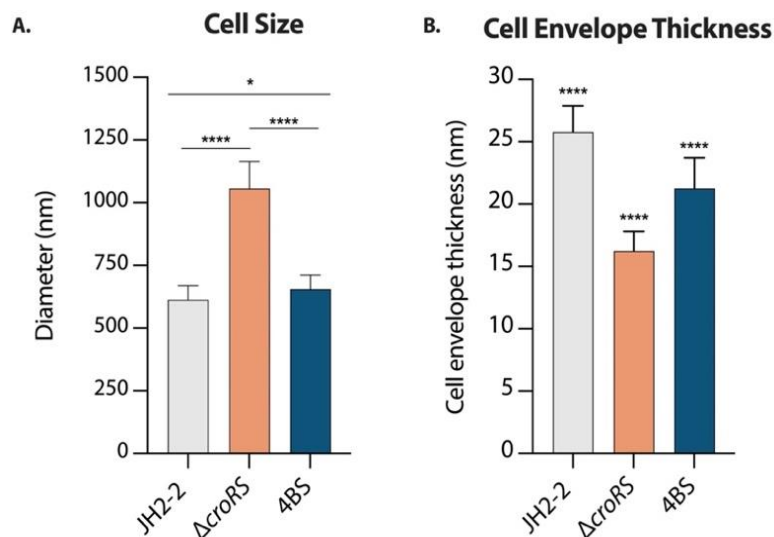 A.
Cell Size
1500
1250
1000
750
500
250
0
Diameter (nm)
*
****
****
JH2-2
ΔcroRS
4BS
B.
Cell Envelope Thickness
30
25
20
15
10
5
0
Cell envelope thickness (nm)
****
****
****
JH2-2
ΔcroRS
4BS